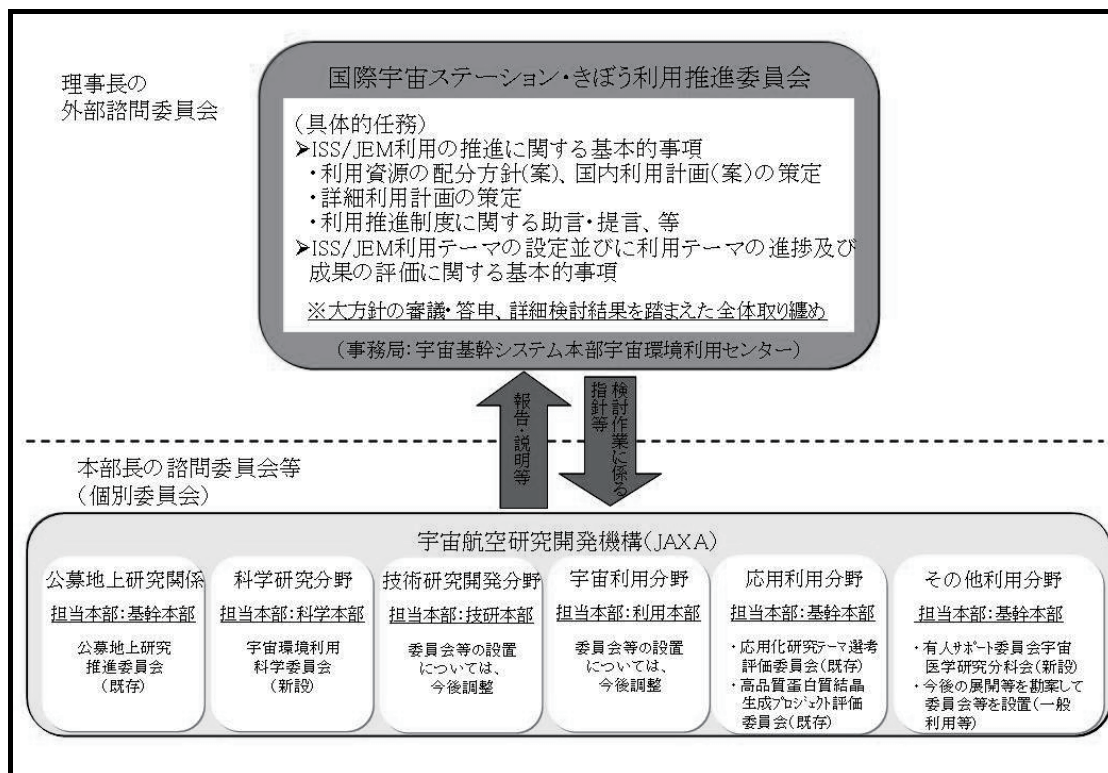 理事長の
外部諮問委員会
国際宇宙ステーション・きぼう利用推進委員会
(具体的任務)
➢ISS/JEM利用の推進に関する基本的事項
・利用資源の配分方針(案)、国内利用計画(案)の策定
・詳細利用計画の策定
・利用推進制度に関する助言・提言、等
➢ISS/JEM利用テーマの設定並びに利用テーマの進捗及び
成果の評価に関する基本的事項
※大方針の審議・答申、詳細検討結果を踏まえた全体取り纏め
(事務局:宇宙基幹システム本部宇宙環境利用センター)
報告・説明等
検討作業に係る
指針等
本部長の諮問委員会等
(個別委員会)
宇宙航空研究開発機構(JAXA)
公募地上研究関係
担当本部:基幹本部
公募地上研究
推進委員会
(既存)
科学研究分野
担当本部:科学本部
宇宙環境利用
科学委員会
(新設)
技術研究開発分野
担当本部:技研本部
委員会等の設置
については、
今後調整
宇宙利用分野
担当本部:利用本部
委員会等の設置
については、
今後調整
応用利用分野
担当本部:基幹本部
・応用化研究テーマ選考
評価委員会(既存)
・高品質蛋白質結晶
生成プロジェクト評価
委員会(既存)
その他利用分野
担当本部:基幹本部
・有人サポート委員会宇宙
医学研究分科会(新設)
・今後の展開等を勘案して
委員会等を設置(一般
利用等)